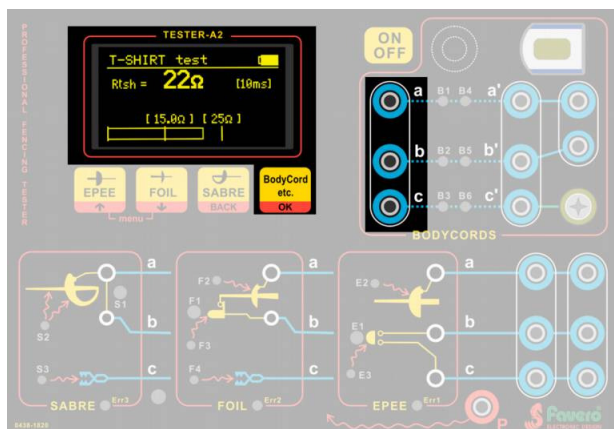 PROFESSIONAL FENCING TESTER
TESTER-A2
T-SHIRT test
Rtsh = 22Ω [10ms]
[ 15.0Ω ] [ 25Ω ]
EPEE
FOIL
SABRE
BACK
BodyCord
etc.
OK
menu
ON
OFF
a B1 B4 a'
b B2 B5 b'
c B3 B6 c'
BODYCORDS
a
b
c
S1
S2
S3
SABRE Err3
a
b
c
F2
F1
F3
F4
FOIL Err2
a
b
c
E2
E1
E3
EPEE Err1
P
Favero
ELECTRONIC DESIGN